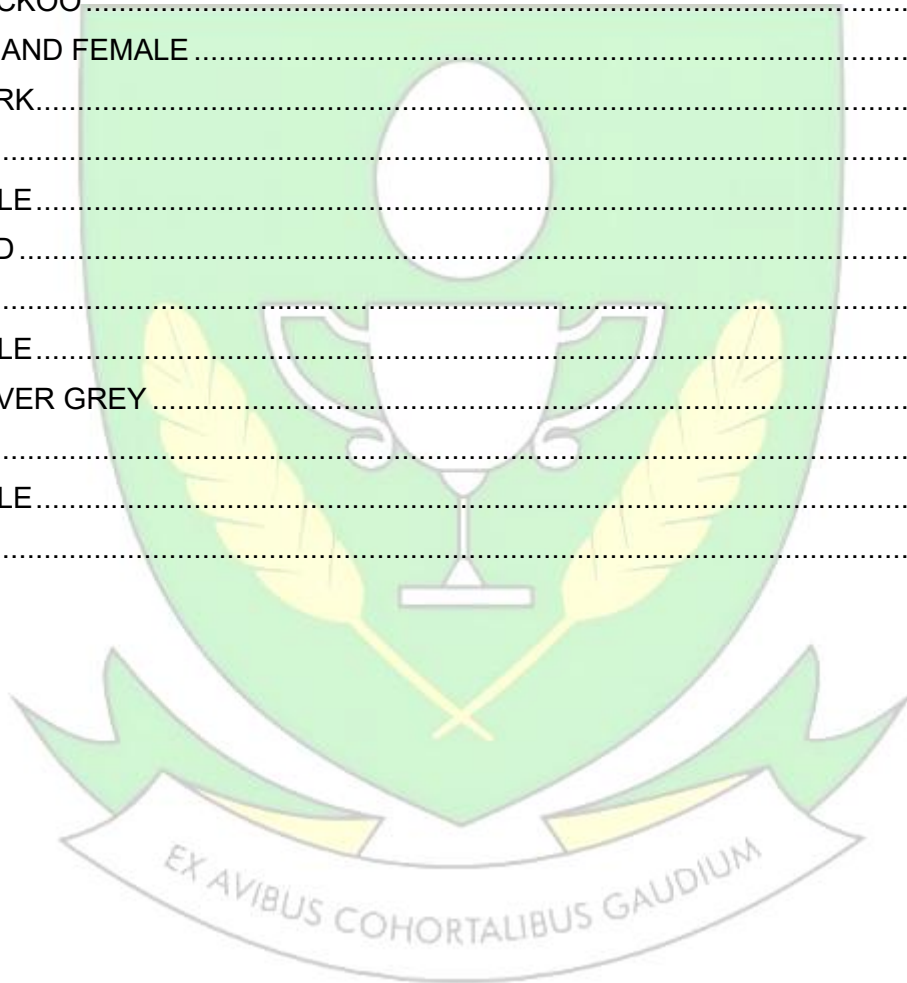 CKOO..........
AND FEMALE..........
RK..........
..........
LE..........
D..........
..........
LE..........
VER GREY..........
..........
LE..........
..........
EX AVIBUS COHORTALIBUS GAUDIUM